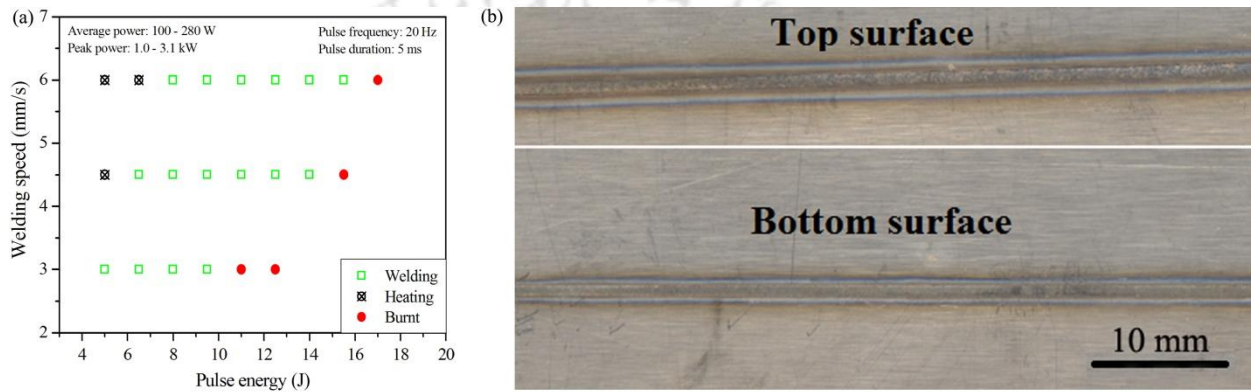 (a)
Average power: 100 - 280 W
Peak power: 1.0 - 3.1 kW
Pulse frequency: 20 Hz
Pulse duration: 5 ms
Welding speed (mm/s)
7
6
5
4
3
2
Welding
Heating
Burnt
4 6 8 10 12 14 16 18 20
Pulse energy (J)
(b)
Top surface
Bottom surface
10 mm